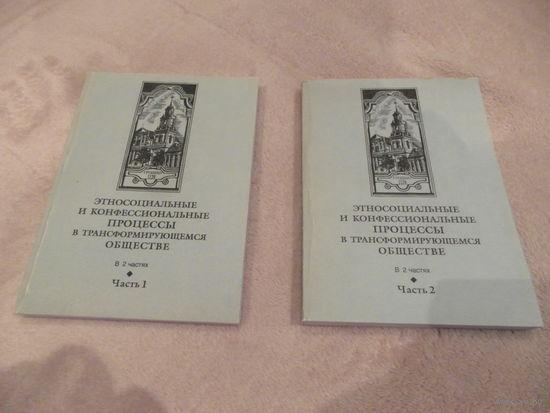 ЭТНОСОЦИАЛЬНЫЕ
И КОНФЕССИОНАЛЬНЫЕ
ПРОЦЕССЫ
В ТРАНСФОРМИРУЮЩЕМСЯ
ОБЩЕСТВЕ
В 2 частях
Часть 1
ЭТНОСОЦИАЛЬНЫЕ
И КОНФЕССИОНАЛЬНЫЕ
ПРОЦЕССЫ
В ТРАНСФОРМИРУЮЩЕМСЯ
ОБЩЕСТВЕ
В 2 частях
Часть 2